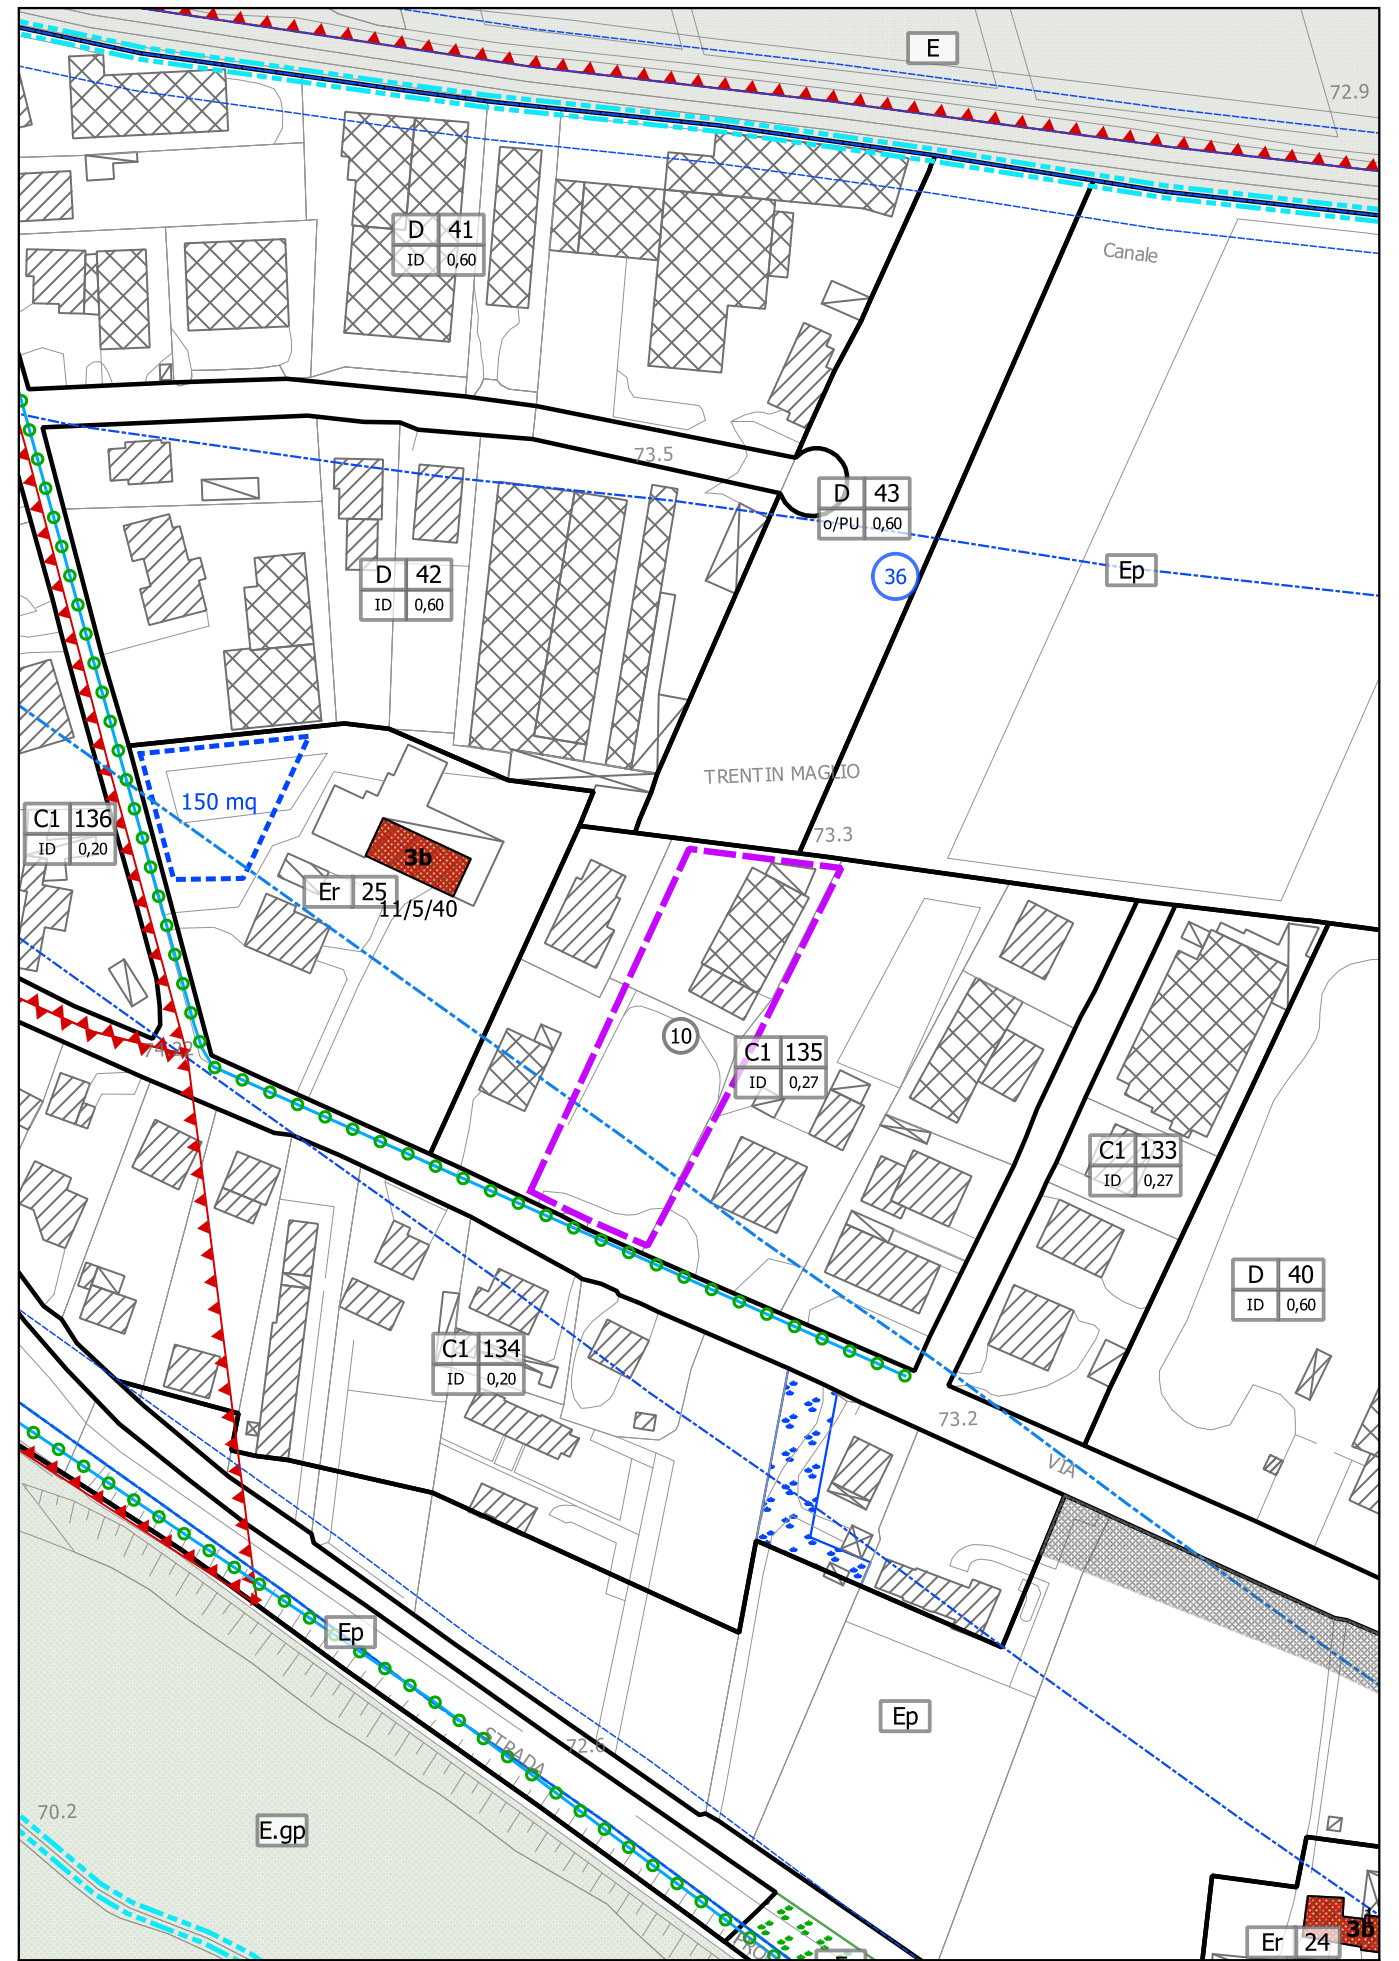 E
72.9
D 41
ID 0,60
Canale
73.5
D 43
o/PU 0,60
36
Ep
D 42
ID 0,60
TRENTIN MAGLIO
150 mq
73.3
C1 136
ID 0,20
3b
Er 25
11/5/40
10
74.22
C1 135
ID 0,27
C1 133
ID 0,27
D 40
ID 0,60
C1 134
ID 0,20
73.2
VIA
Ep
Ep
STRADA
72.6
70.2
E.gp
3b
Er 24